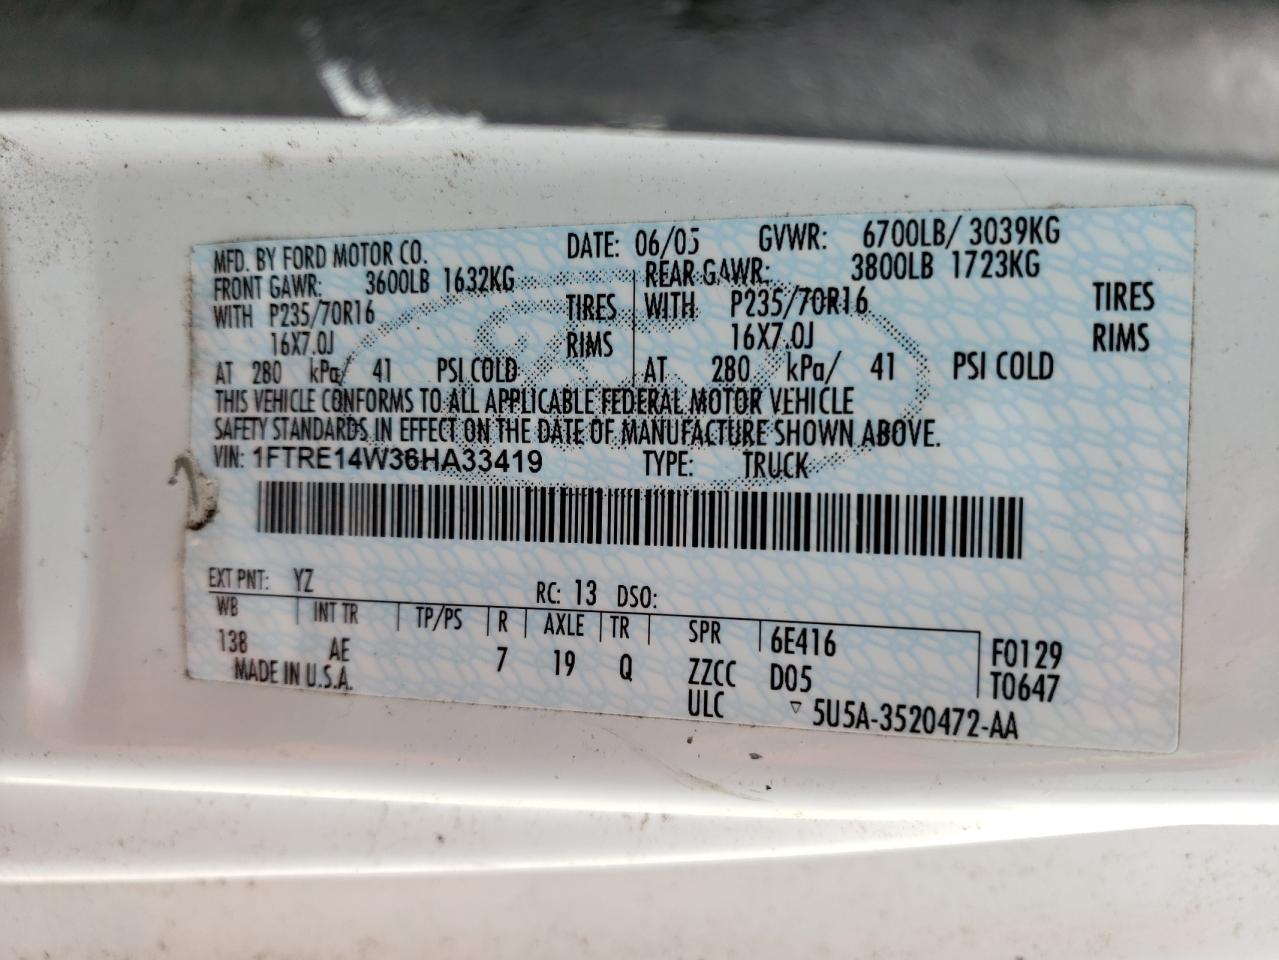 MFD. BY FORD MOTOR CO. DATE: 06/05 GVWR: 6700LB/ 3039KG
FRONT GAWR: 3600LB 1632KG REAR GAWR: 3800LB 1723KG
WITH P235/70R16 TIRES WITH P235/70R16 TIRES
16X7.0J RIMS 16X7.0J RIMS
AT 280 kPa/ 41 PSI COLD AT 280 kPa/ 41 PSI COLD
THIS VEHICLE CONFORMS TO ALL APPLICABLE FEDERAL MOTOR VEHICLE
SAFETY STANDARDS IN EFFECT ON THE DATE OF MANUFACTURE SHOWN ABOVE.
VIN: 1FTRE14W36HA33419 TYPE: TRUCK
EXT PNT: YZ RC: 13 DSO:
WB INT TR TP/PS R AXLE TR SPR 6E416 F0129
138 AE 7 19 Q ZZCC D05 T0647
MADE IN U.S.A. ULC ▽ 5U5A-3520472-AA